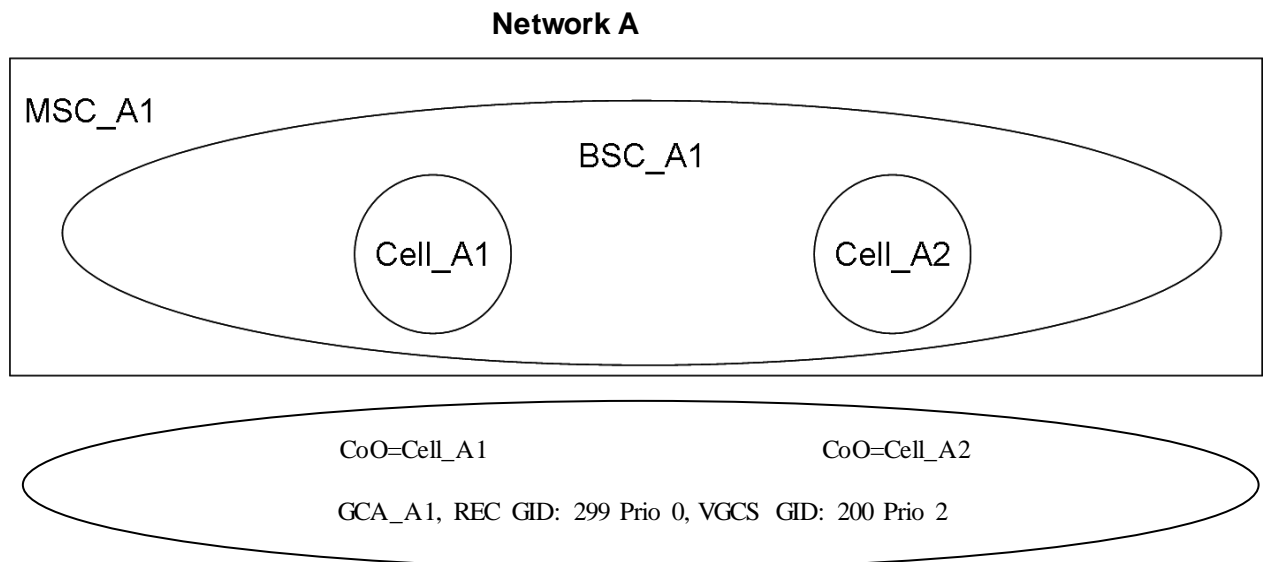 Network A
MSC_A1
BSC_A1
Cell_A1 Cell_A2
CoO=Cell_A1 CoO=Cell_A2
GCA_A1, REC GID: 299 Prio 0, VGCS GID: 200 Prio 2